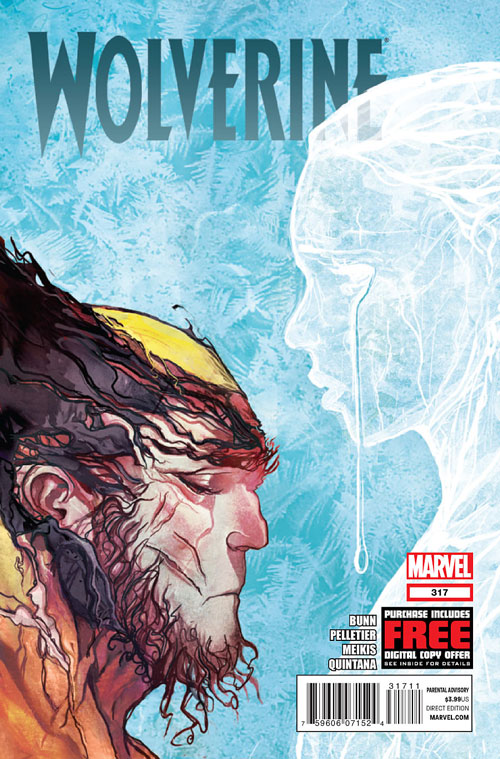 WOLVERINE
MARVEL
317
BUNN
PELLETIER
MEIKIS
QUINTANA
PURCHASE INCLUDES
FREE
DIGITAL COPY OFFER
SEE INSIDE FOR DETAILS
31711
7 59606 07152 4
PARENTAL ADVISORY
$3.99US
DIRECT EDITION
MARVEL.COM